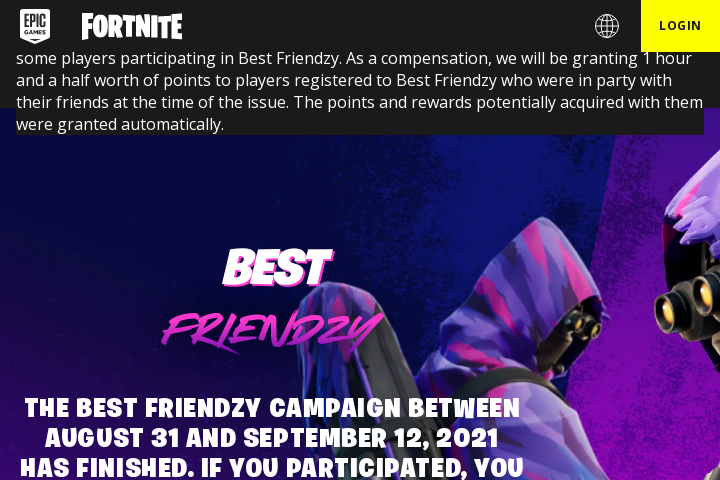 EPIC
GAMES
FORTNITE
LOGIN
some players participating in Best Friendzy. As a compensation, we will be granting 1 hour
and a half worth of points to players registered to Best Friendzy who were in party with
their friends at the time of the issue. The points and rewards potentially acquired with them
were granted automatically.
BEST
FRIENDZY
THE BEST FRIENDZY CAMPAIGN BETWEEN
AUGUST 31 AND SEPTEMBER 12, 2021
HAS FINISHED. IF YOU PARTICIPATED, YOU